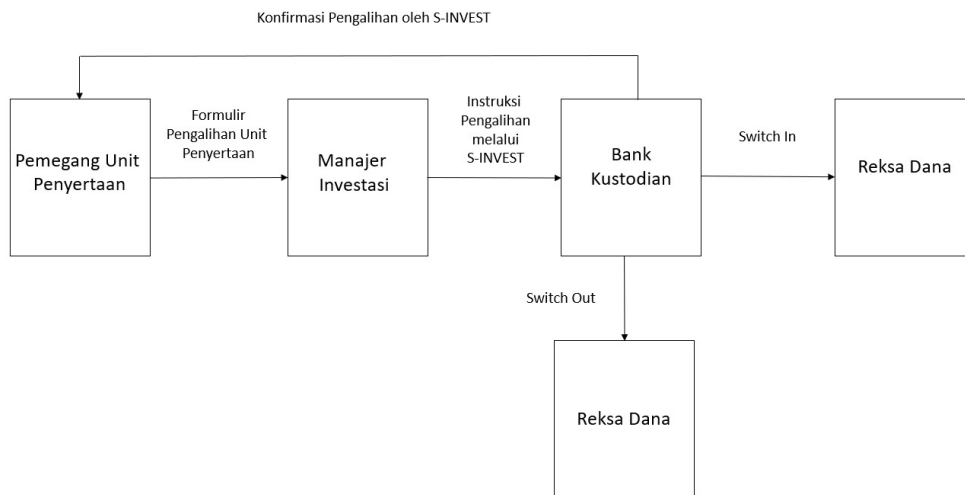 Konfirmasi Pengalihan oleh S-INVEST
Pemegang Unit
Penyertaan
Formulir
Pengalihan Unit
Penyertaan
Manajer
Investasi
Instruksi
Pengalihan
melalui
S-INVEST
Bank
Kustodian
Switch In
Reksa Dana
Switch Out
Reksa Dana